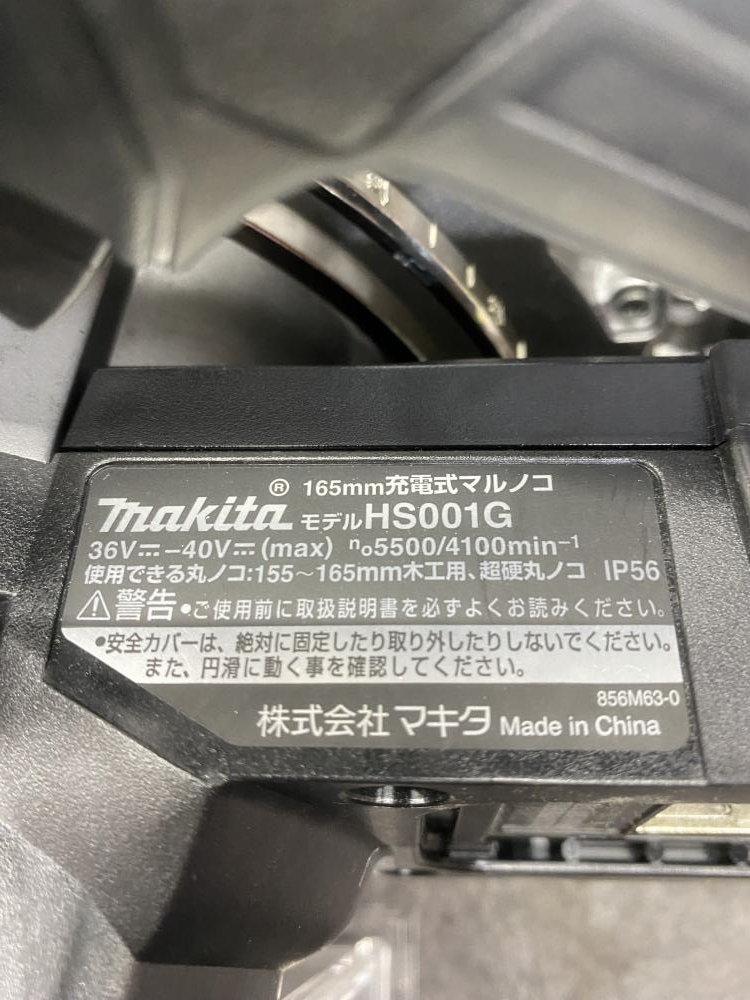 ® 165mm充電式マルノコ
makita モデルHS001G
36V⎓−40V⎓(max) n₀5500/4100min⁻¹
使用できる丸ノコ:155～165mm木工用、超硬丸ノコ IP56
⚠警告●ご使用前に取扱説明書を必ずよくお読みください。
●安全カバーは、絶対に固定したり取り外したりしないでください。
また、円滑に動く事を確認してください。
856M63-0
株式会社マキタ Made in China